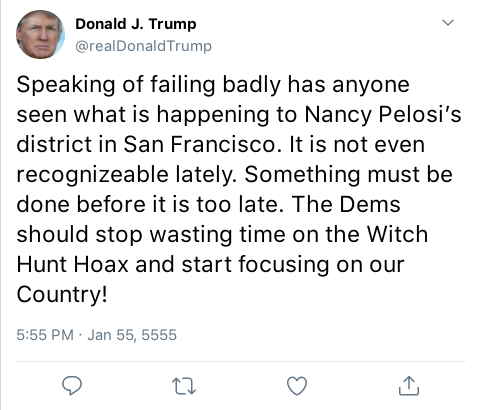 Donald J. Trump
@realDonaldTrump
Speaking of failing badly has anyone
seen what is happening to Nancy Pelosi’s
district in San Francisco. It is not even
recognizeable lately. Something must be
done before it is too late. The Dems
should stop wasting time on the Witch
Hunt Hoax and start focusing on our
Country!
5:55 PM · Jan 55, 5555